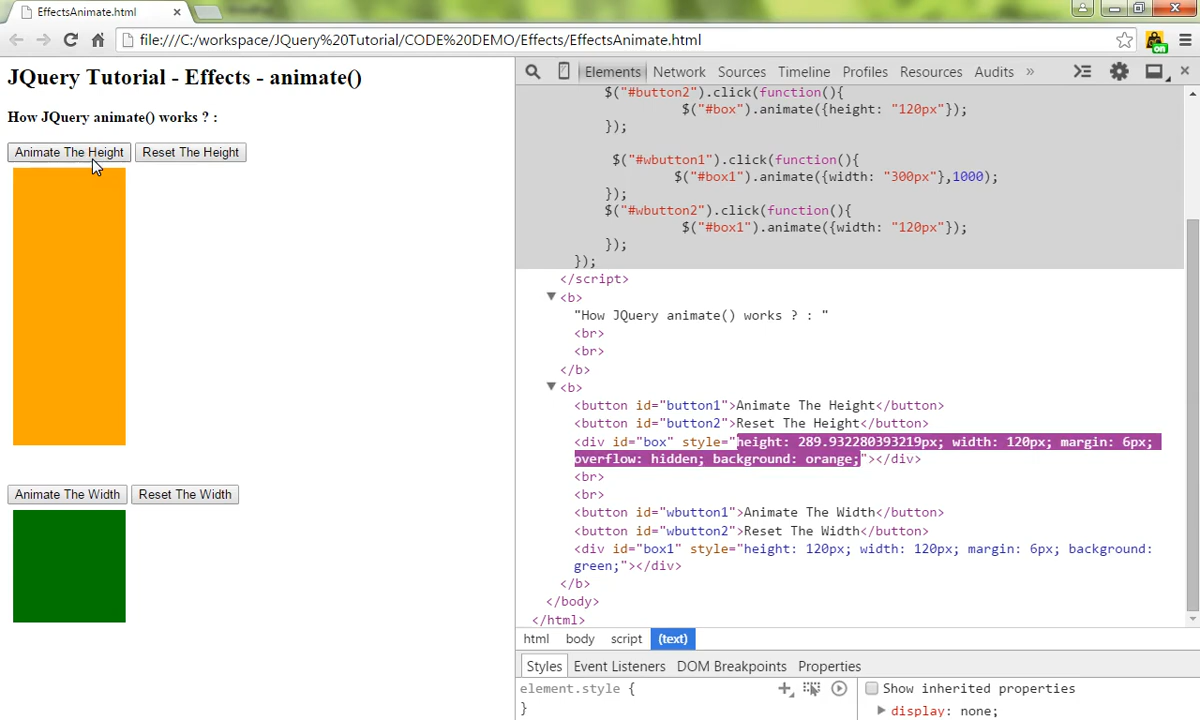 EffectsAnimate.html
file:///C:/workspace/JQuery%20Tutorial/CODE%20DEMO/Effects/EffectsAnimate.html
on
JQuery Tutorial - Effects - animate()
How JQuery animate() works ? :
Animate The Height Reset The Height
Animate The Width Reset The Width
Elements Network Sources Timeline Profiles Resources Audits »
$("#button2").click(function(){
$("#box").animate({height: "120px"});
});
$("#wbutton1").click(function(){
$("#box1").animate({width: "300px"},1000);
});
$("#wbutton2").click(function(){
$("#box1").animate({width: "120px"});
});
});
</script>
<b>
"How JQuery animate() works ? : "
<br>
<br>
</b>
<b>
<button id="button1">Animate The Height</button>
<button id="button2">Reset The Height</button>
<div id="box" style="height: 289.932280393219px; width: 120px; margin: 6px;
overflow: hidden; background: orange;"></div>
<br>
<br>
<button id="wbutton1">Animate The Width</button>
<button id="wbutton2">Reset The Width</button>
<div id="box1" style="height: 120px; width: 120px; margin: 6px; background:
green;"></div>
</b>
</body>
</html>
html body script (text)
Styles Event Listeners DOM Breakpoints Properties
element.style {
}
Show inherited properties
display: none;